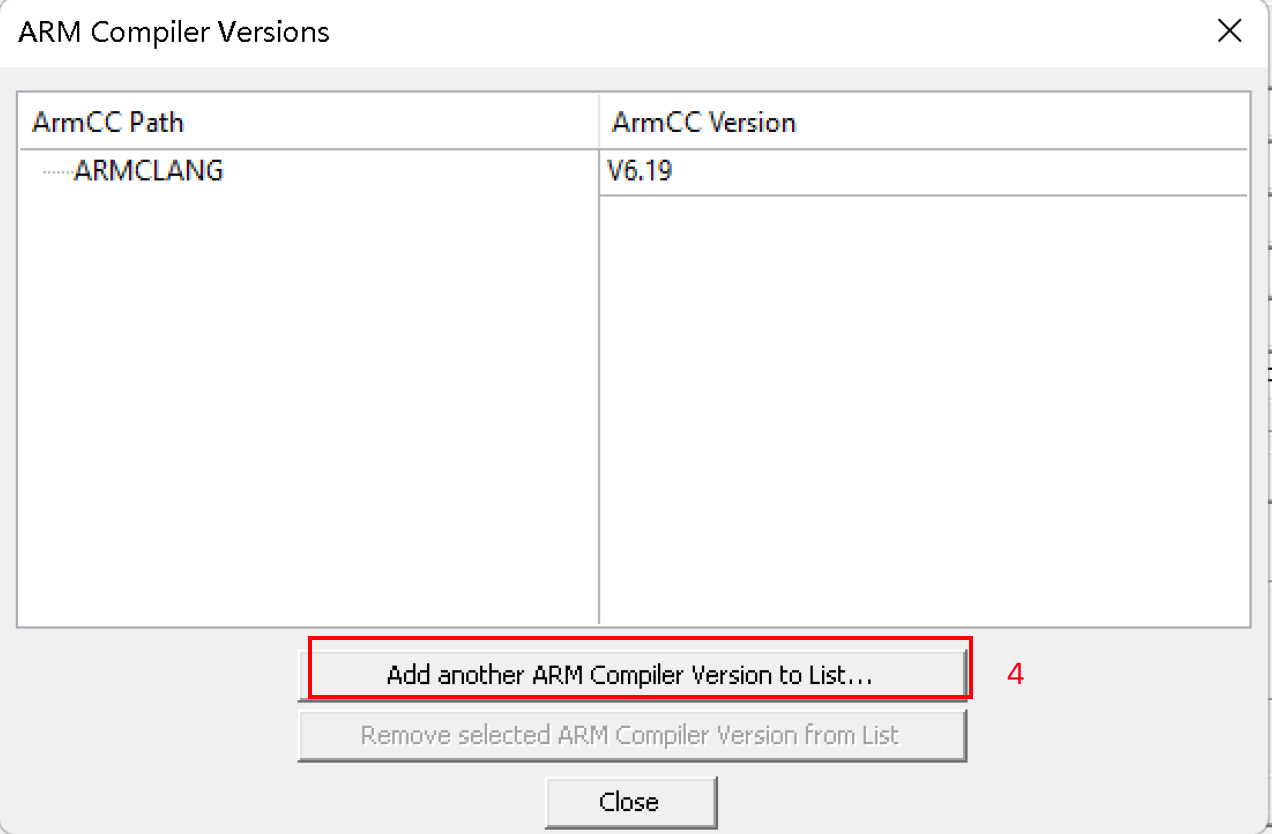 ARM Compiler Versions
ArmCC Path
ArmCC Version
ARMCLANG
V6.19
Add another ARM Compiler Version to List...
4
Remove selected ARM Compiler Version from List
Close